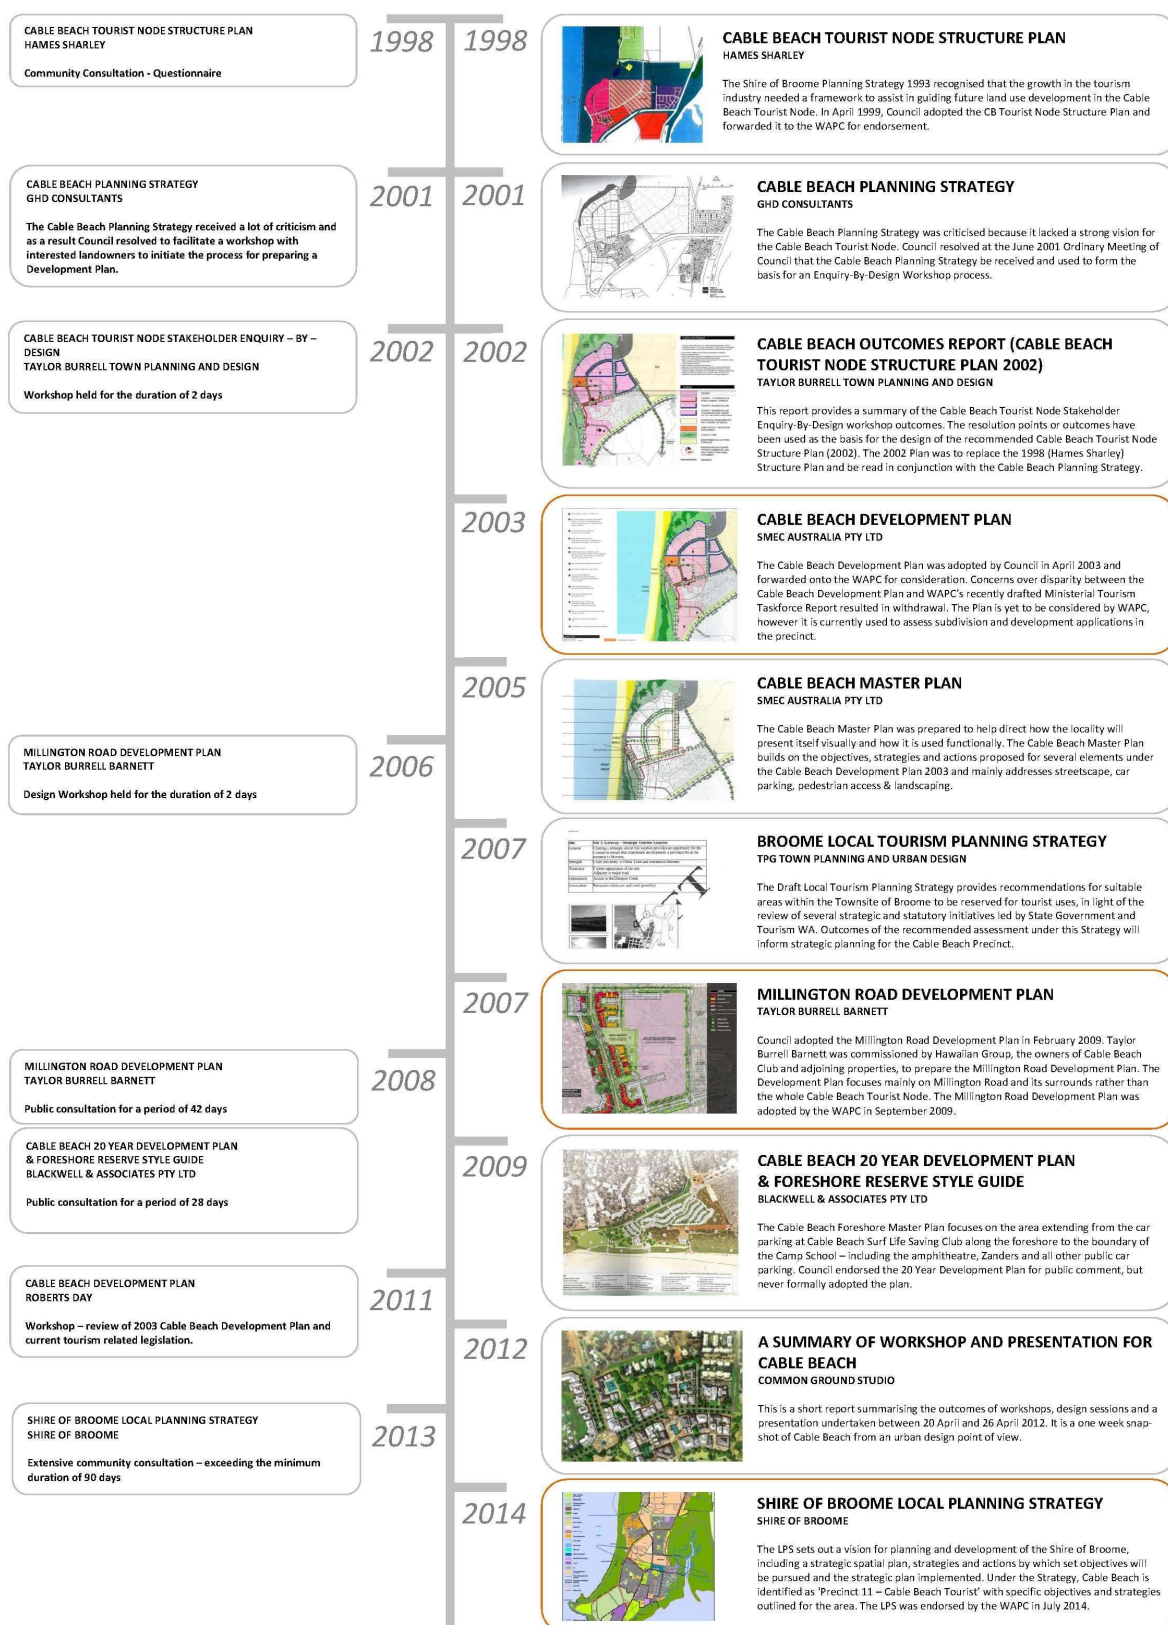 CABLE BEACH TOURIST NODE STRUCTURE PLAN
HAMES SHARLEY
Community Consultation - Questionnaire
1998
1998
CABLE BEACH TOURIST NODE STRUCTURE PLAN
HAMES SHARLEY
The Shire of Broome Planning Strategy 1993 recognised that the growth in the tourism
industry needed a framework to assist in guiding future land use development in the Cable
Beach Tourist Node. In April 1999, Council adopted the CB Tourist Node Structure Plan and
forwarded it to the WAPC for endorsement.
CABLE BEACH PLANNING STRATEGY
GHD CONSULTANTS
The Cable Beach Planning Strategy received a lot of criticism and
as a result Council resolved to facilitate a workshop with
interested landowners to initiate the process for preparing a
Development Plan.
2001
2001
CABLE BEACH PLANNING STRATEGY
GHD CONSULTANTS
The Cable Beach Planning Strategy was criticised because it lacked a strong vision for
the Cable Beach Tourist Node. Council resolved at the June 2001 Ordinary Meeting of
Council that the Cable Beach Planning Strategy be received and used to form the
basis for an Enquiry-By-Design Workshop process.
CABLE BEACH TOURIST NODE STAKEHOLDER ENQUIRY – BY –
DESIGN
TAYLOR BURRELL TOWN PLANNING AND DESIGN
Workshop held for the duration of 2 days
2002
2002
CABLE BEACH OUTCOMES REPORT (CABLE BEACH
TOURIST NODE STRUCTURE PLAN 2002)
TAYLOR BURRELL TOWN PLANNING AND DESIGN
This report provides a summary of the Cable Beach Tourist Node Stakeholder
Enquiry-By-Design workshop outcomes. The resolution points or outcomes have
been used as the basis for the design of the recommended Cable Beach Tourist Node
Structure Plan (2002). The 2002 Plan was to replace the 1998 (Hames Sharley)
Structure Plan and be read in conjunction with the Cable Beach Planning Strategy.
2003
CABLE BEACH DEVELOPMENT PLAN
SMEC AUSTRALIA PTY LTD
The Cable Beach Development Plan was adopted by Council in April 2003 and
forwarded onto the WAPC for consideration. Concerns over disparity between the
Cable Beach Development Plan and WAPC's recently drafted Ministerial Tourism
Taskforce Report resulted in withdrawal. The Plan is yet to be considered by WAPC,
however it is currently used to assess subdivision and development applications in
the precinct.
2005
CABLE BEACH MASTER PLAN
SMEC AUSTRALIA PTY LTD
The Cable Beach Master Plan was prepared to help direct how the locality will
present itself visually and how it is used functionally. The Cable Beach Master Plan
builds on the objectives, strategies and actions proposed for several elements under
the Cable Beach Development Plan 2003 and mainly addresses streetscape, car
parking, pedestrian access & landscaping.
MILLINGTON ROAD DEVELOPMENT PLAN
TAYLOR BURRELL BARNETT
Design Workshop held for the duration of 2 days
2006
2007
BROOME LOCAL TOURISM PLANNING STRATEGY
TPG TOWN PLANNING AND URBAN DESIGN
The Draft Local Tourism Planning Strategy provides recommendations for suitable
areas within the Townsite of Broome to be reserved for tourist uses, in light of the
review of several strategic and statutory initiatives led by State Government and
Tourism WA. Outcomes of the recommended assessment under this Strategy will
inform strategic planning for the Cable Beach Precinct.
2007
MILLINGTON ROAD DEVELOPMENT PLAN
TAYLOR BURRELL BARNETT
Council adopted the Millington Road Development Plan in February 2009. Taylor
Burrell Barnett was commissioned by Hawaiian Group, the owners of Cable Beach
Club and adjoining properties, to prepare the Millington Road Development Plan. The
Development Plan focuses mainly on Millington Road and its surrounds rather than
the whole Cable Beach Tourist Node. The Millington Road Development Plan was
adopted by the WAPC in September 2009.
MILLINGTON ROAD DEVELOPMENT PLAN
TAYLOR BURRELL BARNETT
Public consultation for a period of 42 days
2008
CABLE BEACH 20 YEAR DEVELOPMENT PLAN
& FORESHORE RESERVE STYLE GUIDE
BLACKWELL & ASSOCIATES PTY LTD
Public consultation for a period of 28 days
2009
CABLE BEACH 20 YEAR DEVELOPMENT PLAN
& FORESHORE RESERVE STYLE GUIDE
BLACKWELL & ASSOCIATES PTY LTD
The Cable Beach Foreshore Master Plan focuses on the area extending from the car
parking at Cable Beach Surf Life Saving Club along the foreshore to the boundary of
the Camp School – including the amphitheatre, Zanders and all other public car
parking. Council endorsed the 20 Year Development Plan for public comment, but
never formally adopted the plan.
CABLE BEACH DEVELOPMENT PLAN
ROBERTS DAY
Workshop – review of 2003 Cable Beach Development Plan and
current tourism related legislation.
2011
2012
A SUMMARY OF WORKSHOP AND PRESENTATION FOR
CABLE BEACH
COMMON GROUND STUDIO
This is a short report summarising the outcomes of workshops, design sessions and a
presentation undertaken between 20 April and 26 April 2012. It is a one week snap-
shot of Cable Beach from an urban design point of view.
SHIRE OF BROOME LOCAL PLANNING STRATEGY
SHIRE OF BROOME
Extensive community consultation – exceeding the minimum
duration of 90 days
2013
2014
SHIRE OF BROOME LOCAL PLANNING STRATEGY
SHIRE OF BROOME
The LPS sets out a vision for planning and development of the Shire of Broome,
including a strategic spatial plan, strategies and actions by which set objectives will
be pursued and the strategic plan implemented. Under the Strategy, Cable Beach is
identified as 'Precinct 11 – Cable Beach Tourist' with specific objectives and strategies
outlined for the area. The LPS was endorsed by the WAPC in July 2014.